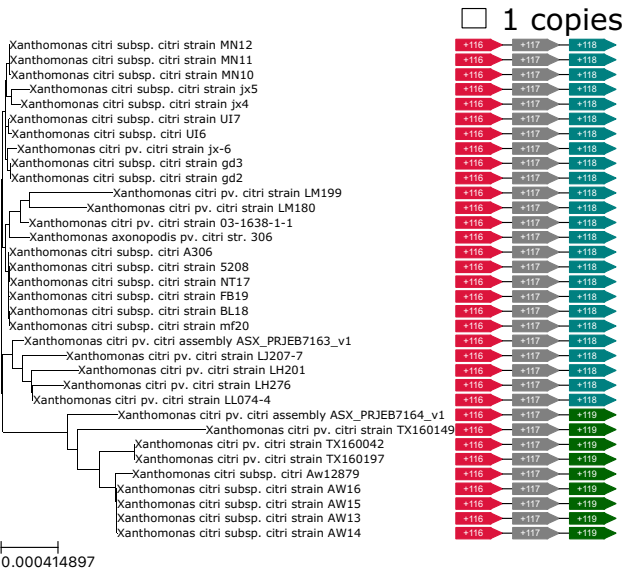 1 copies
Xanthomonas citri subsp. citri strain MN12 +116 +117 +118
Xanthomonas citri subsp. citri strain MN11 +116 +117 +118
Xanthomonas citri subsp. citri strain MN10 +116 +117 +118
Xanthomonas citri subsp. citri strain jx5 +116 +117 +118
Xanthomonas citri subsp. citri strain jx4 +116 +117 +118
Xanthomonas citri subsp. citri strain UI7 +116 +117 +118
Xanthomonas citri subsp. citri UI6 +116 +117 +118
Xanthomonas citri pv. citri strain jx-6 +116 +117 +118
Xanthomonas citri subsp. citri strain gd3 +116 +117 +118
Xanthomonas citri subsp. citri strain gd2 +116 +117 +118
Xanthomonas citri pv. citri strain LM199 +116 +117 +118
Xanthomonas citri pv. citri strain LM180 +116 +117 +118
Xanthomonas citri pv. citri strain 03-1638-1-1 +116 +117 +118
Xanthomonas axonopodis pv. citri str. 306 +116 +117 +118
Xanthomonas citri subsp. citri A306 +116 +117 +118
Xanthomonas citri subsp. citri strain 5208 +116 +117 +118
Xanthomonas citri subsp. citri strain NT17 +116 +117 +118
Xanthomonas citri subsp. citri strain FB19 +116 +117 +118
Xanthomonas citri subsp. citri strain BL18 +116 +117 +118
Xanthomonas citri subsp. citri strain mf20 +116 +117 +118
Xanthomonas citri pv. citri assembly ASX_PRJEB7163_v1 +116 +117 +118
Xanthomonas citri pv. citri strain LJ207-7 +116 +117 +118
Xanthomonas citri pv. citri strain LH201 +116 +117 +118
Xanthomonas citri pv. citri strain LH276 +116 +117 +118
Xanthomonas citri pv. citri strain LL074-4 +116 +117 +118
Xanthomonas citri pv. citri assembly ASX_PRJEB7164_v1 +116 +117 +119
Xanthomonas citri pv. citri strain TX160149 +116 +117 +119
Xanthomonas citri pv. citri strain TX160042 +116 +117 +119
Xanthomonas citri pv. citri strain TX160197 +116 +117 +119
Xanthomonas citri subsp. citri Aw12879 +116 +117 +119
Xanthomonas citri subsp. citri strain AW16 +116 +117 +119
Xanthomonas citri subsp. citri strain AW15 +116 +117 +119
Xanthomonas citri subsp. citri strain AW13 +116 +117 +119
Xanthomonas citri subsp. citri strain AW14 +116 +117 +119
0.000414897